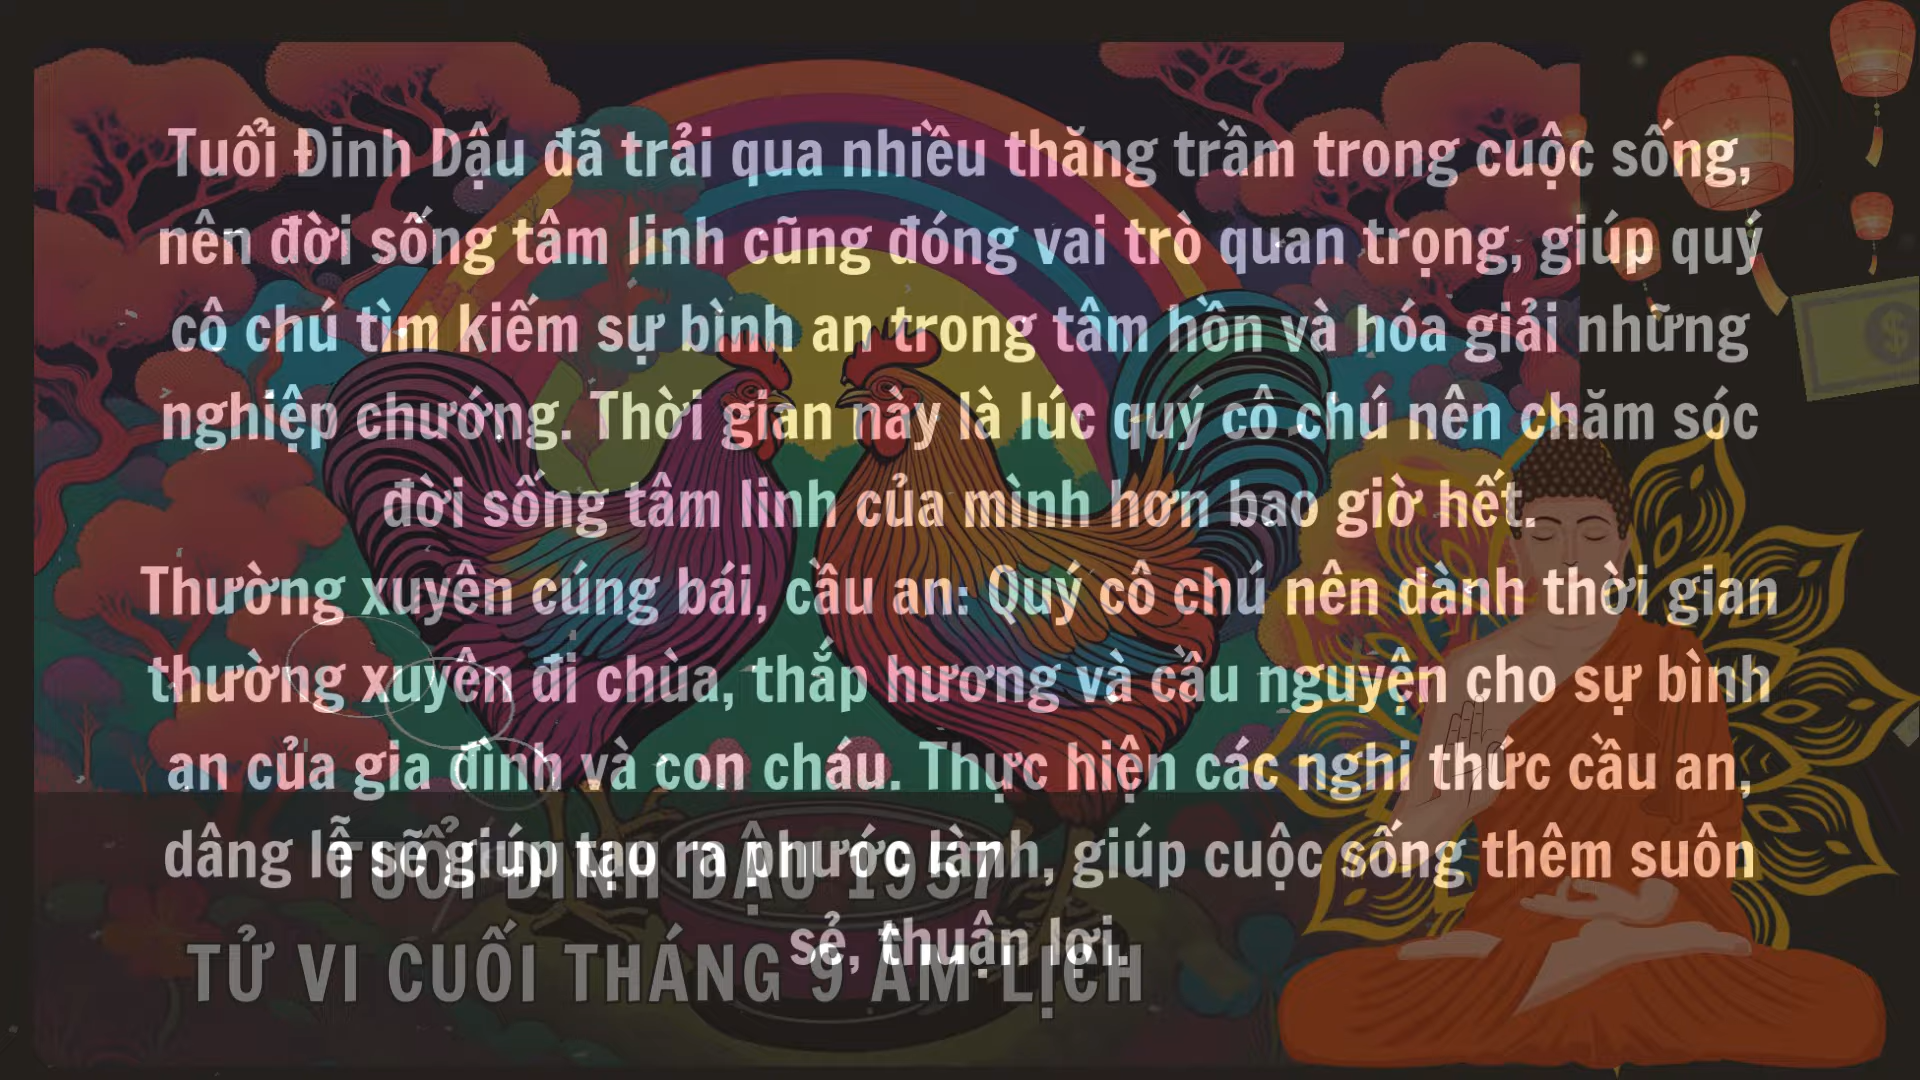 Tuổi Đinh Dậu đã trải qua nhiều thăng trầm trong cuộc sống,
nên đời sống tâm linh cũng đóng vai trò quan trọng, giúp quý
cô chú tìm kiếm sự bình an trong tâm hồn và hóa giải những
nghiệp chướng. Thời gian này là lúc quý cô chú nên chăm sóc
đời sống tâm linh của mình hơn bao giờ hết.
Thường xuyên cúng bái, cầu an: Quý cô chú nên dành thời gian
thường xuyên đi chùa, thắp hương và cầu nguyện cho sự bình
an của gia đình và con cháu. Thực hiện các nghi thức cầu an,
dâng lễ sẽ giúp tạo ra phước lành, giúp cuộc sống thêm suôn
sẻ, thuận lợi.
TUỔI ĐINH DẬU 1957
TỬ VI CUỐI THÁNG 9 ÂM LỊCH